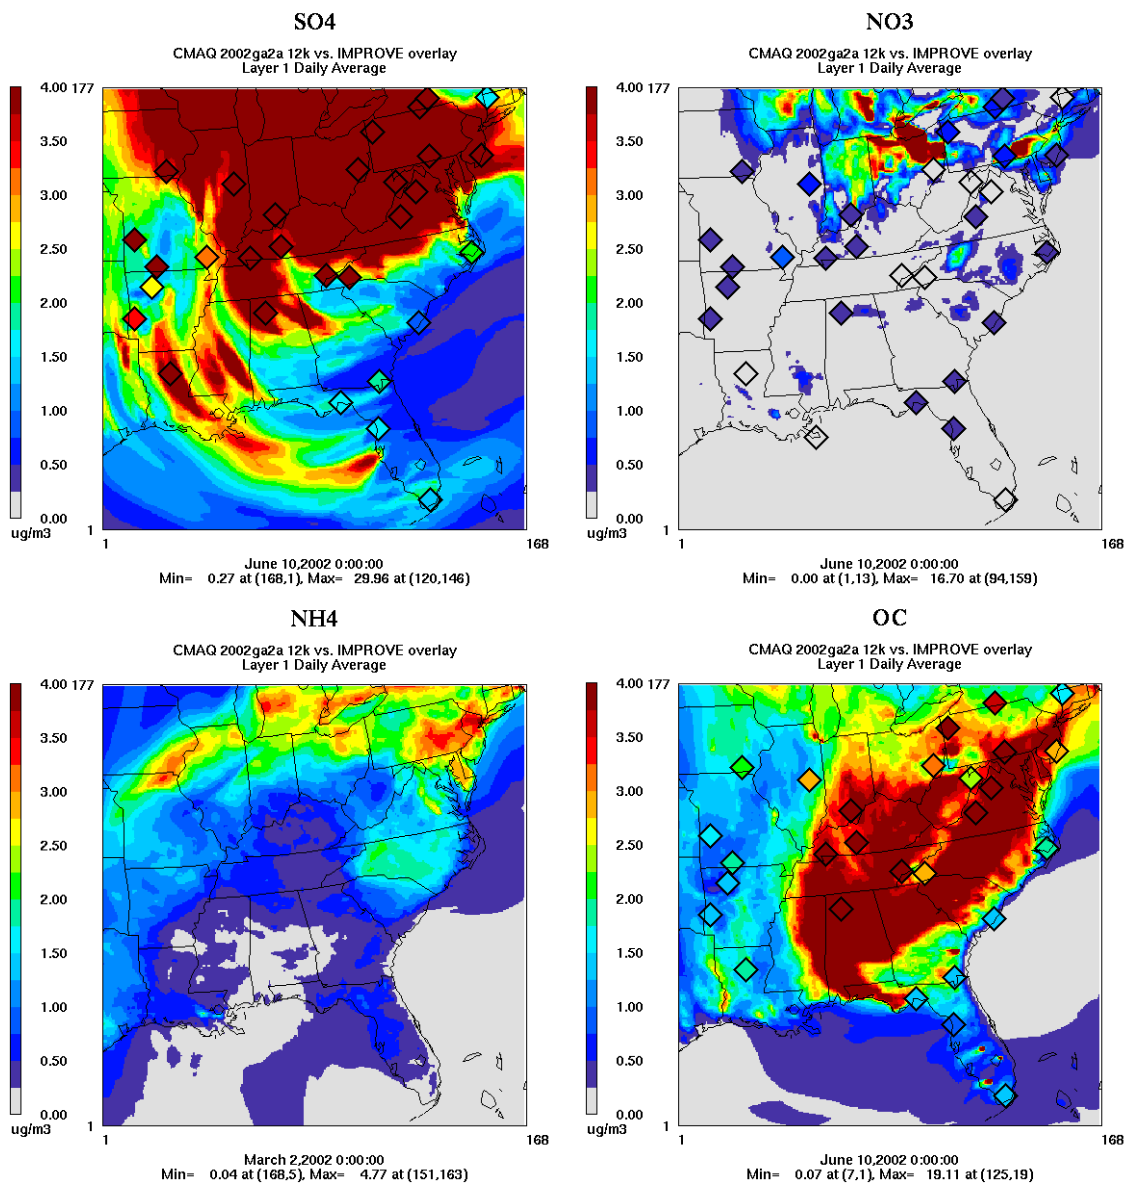 SO4
CMAQ 2002ga2a 12k vs. IMPROVE overlay
Layer 1 Daily Average
4.00
3.50
3.00
2.50
2.00
1.50
1.00
0.50
0.00
ug/m3
177
1
1
168
June 10,2002 0:00:00
Min= 0.27 at (168,1), Max= 29.96 at (120,146)
NO3
CMAQ 2002ga2a 12k vs. IMPROVE overlay
Layer 1 Daily Average
4.00
3.50
3.00
2.50
2.00
1.50
1.00
0.50
0.00
ug/m3
177
1
1
168
June 10,2002 0:00:00
Min= 0.00 at (1,13), Max= 16.70 at (94,159)
NH4
CMAQ 2002ga2a 12k vs. IMPROVE overlay
Layer 1 Daily Average
4.00
3.50
3.00
2.50
2.00
1.50
1.00
0.50
0.00
ug/m3
177
1
1
168
March 2,2002 0:00:00
Min= 0.04 at (168,5), Max= 4.77 at (151,163)
OC
CMAQ 2002ga2a 12k vs. IMPROVE overlay
Layer 1 Daily Average
4.00
3.50
3.00
2.50
2.00
1.50
1.00
0.50
0.00
ug/m3
177
1
1
168
June 10,2002 0:00:00
Min= 0.07 at (7,1), Max= 19.11 at (125,19)